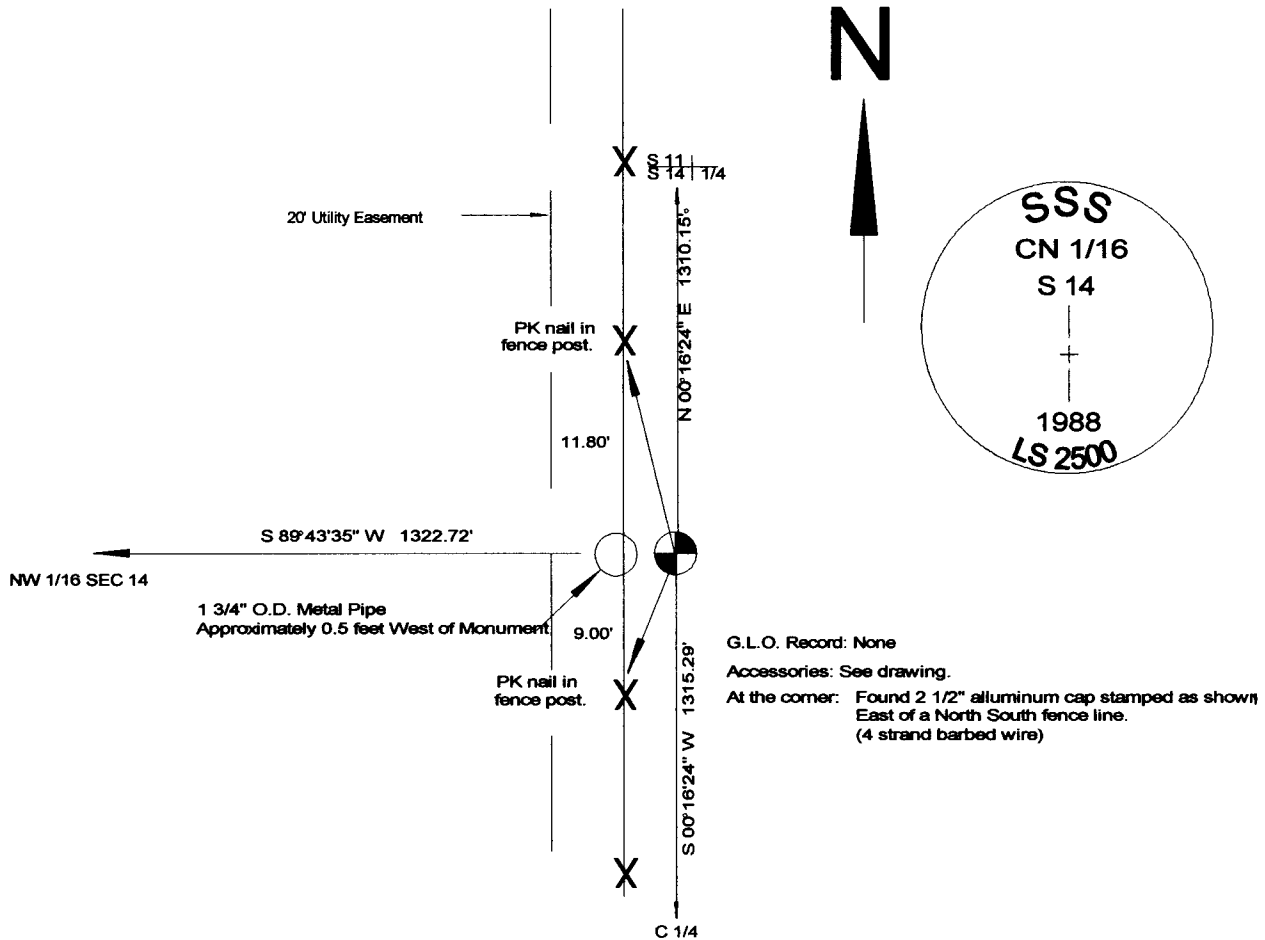 N
S 11
S 14 1/4
20' Utility Easement
N 00°16'24" E 1310.15'
SSS
CN 1/16
S 14
1988
LS 2500
PK nail in
fence post.
11.80'
S 89°43'35" W 1322.72'
NW 1/16 SEC 14
1 3/4" O.D. Metal Pipe
Approximately 0.5 feet West of Monument
9.00'
PK nail in
fence post.
S 00°16'24" W 1315.29'
G.L.O. Record: None
Accessories: See drawing.
At the corner: Found 2 1/2" alluminum cap stamped as shown,
East of a North South fence line.
(4 strand barbed wire)
C 1/4